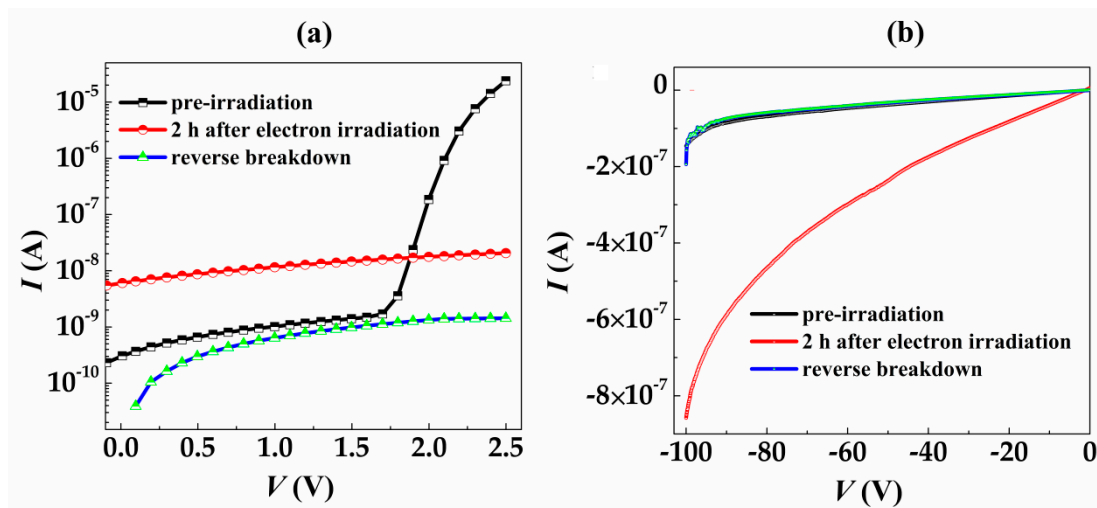 (a)
(b)
10⁻⁵
10⁻⁶
10⁻⁷
10⁻⁸
10⁻⁹
10⁻¹⁰
I (A)
pre-irradiation
2 h after electron irradiation
reverse breakdown
0.0 0.5 1.0 1.5 2.0 2.5
V (V)
0
-2×10⁻⁷
-4×10⁻⁷
-6×10⁻⁷
-8×10⁻⁷
I (A)
pre-irradiation
2 h after electron irradiation
reverse breakdown
-100 -80 -60 -40 -20 0
V (V)